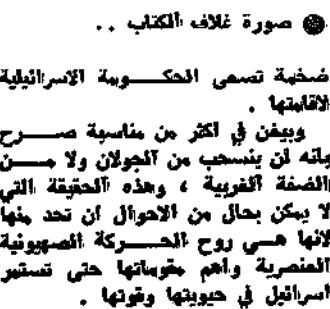 صورة غلاف الكتاب ..
ضخمة تسعى الحكومة الاسرائيلية
لاقامتها .
وبيغن في اكثر من مناسبة صرح
بانه لن ينسحب من الجولان ولا من
الضفة الغربية ، وهذه الحقيقة التي
لا يمكن بحال من الاحوال ان تحد منها
لانها هي روح الحركة الصهيونية
العنصرية واهم مقوماتها حتى تستمر
اسرائيل في حيويتها وقوتها .